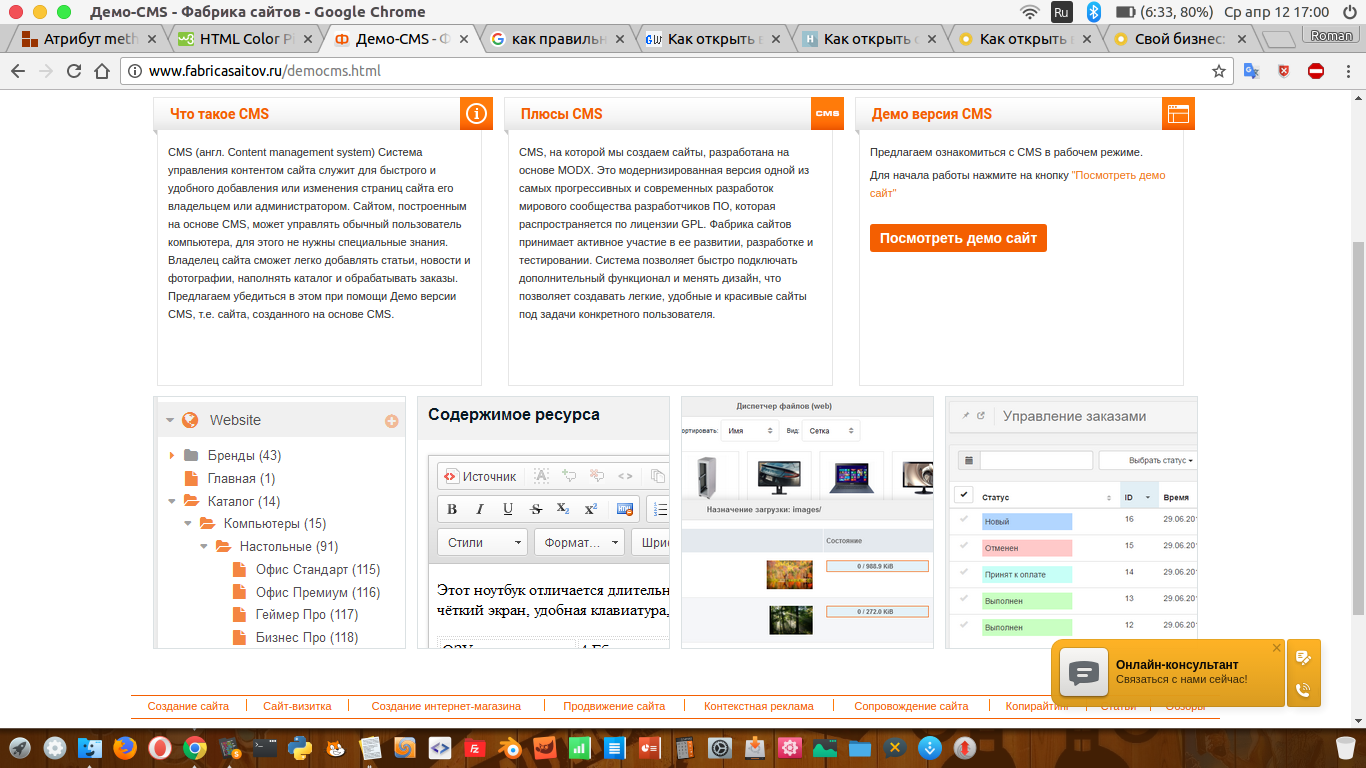 Демо-CMS - Фабрика сайтов - Google Chrome
Ru
(6:33, 80%)
Ср апр 12 17:00
Атрибут meth
HTML Color P
Демо-CMS - Ф
как правильн
Как открыть в
Как открыть с
Как открыть в
Свой бизнес:
Roman
www.fabricasaitov.ru/democms.html
Что такое CMS
CMS (англ. Content management system) Система
управления контентом сайта служит для быстрого и
удобного добавления или изменения страниц сайта его
владельцем или администратором. Сайтом, построенным
на основе CMS, может управлять обычный пользователь
компьютера, для этого не нужны специальные знания.
Владелец сайта сможет легко добавлять статьи, новости и
фотографии, наполнять каталог и обрабатывать заказы.
Предлагаем убедиться в этом при помощи Демо версии
CMS, т.е. сайта, созданного на основе CMS.
Плюсы CMS
CMS
CMS, на которой мы создаем сайты, разработана на
основе MODX. Это модернизированная версия одной из
самых прогрессивных и современных разработок
мирового сообщества разработчиков ПО, которая
распространяется по лицензии GPL. Фабрика сайтов
принимает активное участие в ее развитии, разработке и
тестировании. Система позволяет быстро подключать
дополнительный функционал и менять дизайн, что
позволяет создавать легкие, удобные и красивые сайты
под задачи конкретного пользователя.
Демо версия CMS
Предлагаем ознакомиться с CMS в рабочем режиме.
Для начала работы нажмите на кнопку "Посмотреть демо
сайт"
Посмотреть демо сайт
Website
Бренды (43)
Главная (1)
Каталог (14)
Компьютеры (15)
Настольные (91)
Офис Стандарт (115)
Офис Премиум (116)
Геймер Про (117)
Бизнес Про (118)
Содержимое ресурса
Источник
B I U S x₂ x²
Стили Формат... Шриф
Этот ноутбук отличается длительн
чёткий экран, удобная клавиатура,
ОЗУ 4 Гб
Диспетчер файлов (web)
ортировать: Имя Вид: Сетка
Назначение загрузки: images/
Состояние
0 / 988.9 KiB
0 / 272.0 KiB
Управление заказами
Выбрать статус
Статус ID Время
Новый 16 29.06.20
Отменен 15 29.06.20
Принят к оплате 14 29.06.20
Выполнен 13 29.06.20
Выполнен 12 29.06.20
Онлайн-консультант
Связаться с нами сейчас!
Создание сайта Сайт-визитка Создание интернет-магазина Продвижение сайта Контекстная реклама Сопровождение сайта Копирайтинг Статьи Обзоры